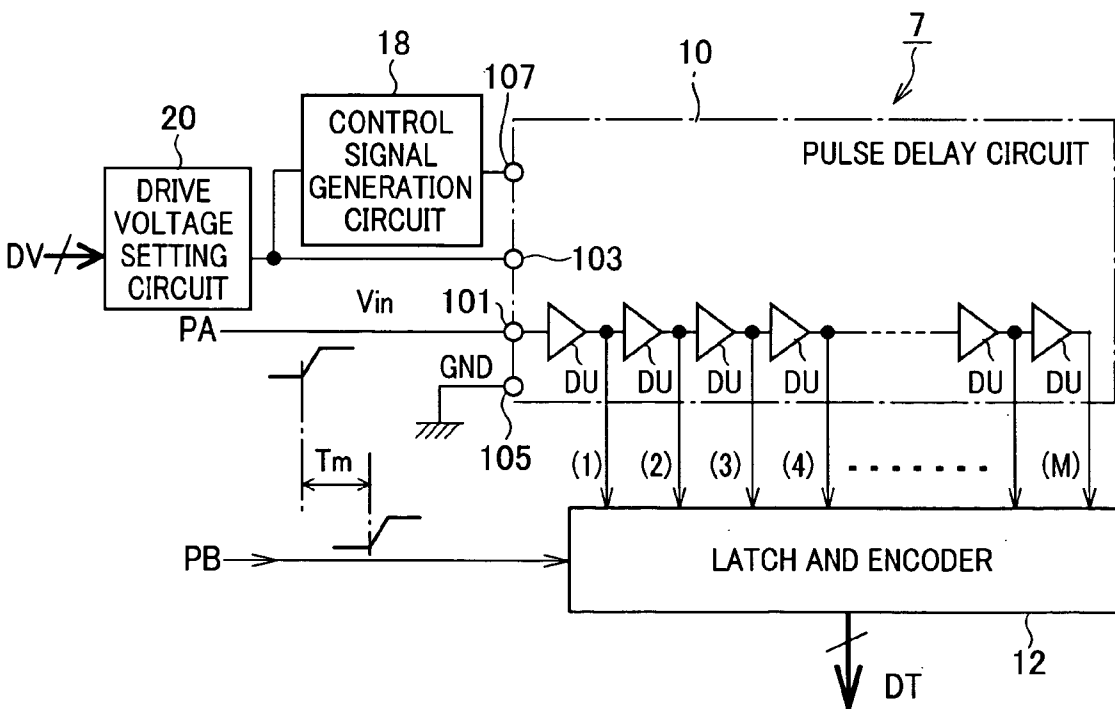 7
10
18
107
20
CONTROL
SIGNAL
GENERATION
CIRCUIT
PULSE DELAY CIRCUIT
DRIVE
VOLTAGE
SETTING
CIRCUIT
DV
103
Vin
101
PA
GND
DU DU DU DU DU DU
105
Tm
(1) (2) (3) (4) ........ (M)
PB
LATCH AND ENCODER
12
DT